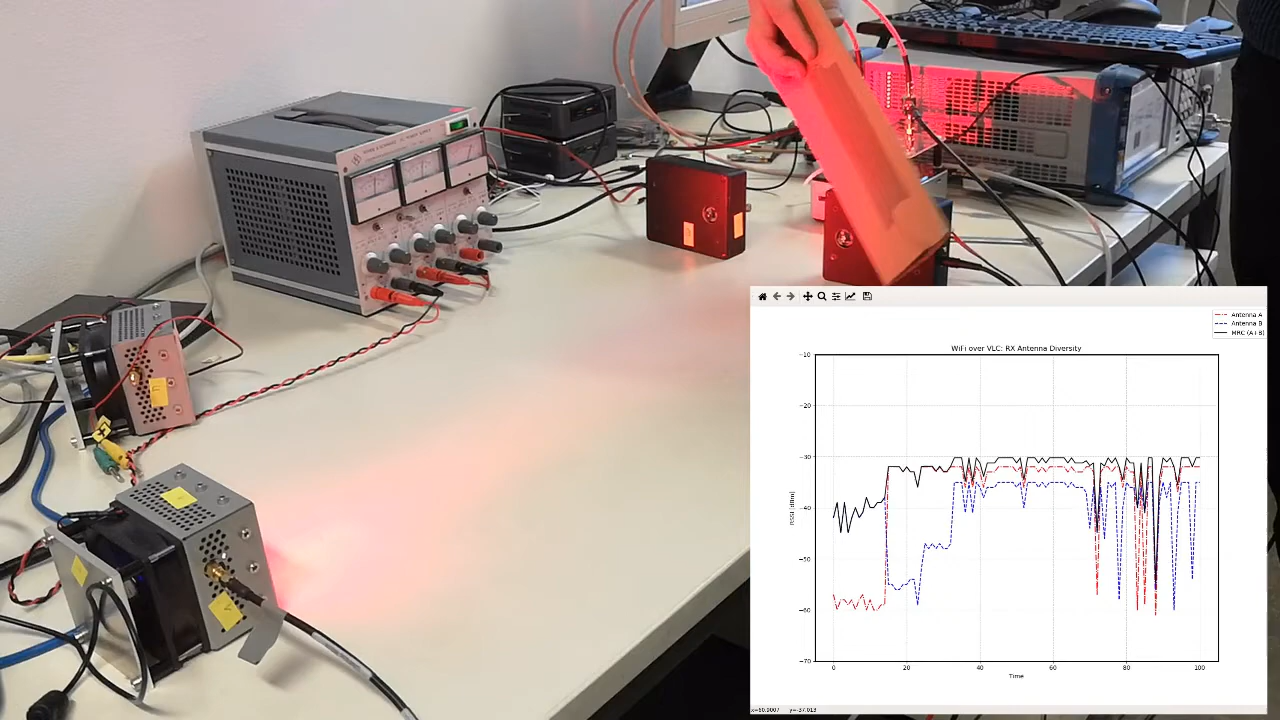 Antenna A
Antenna B
MRC (A+B)
WiFi over VLC: RX Antenna Diversity
−10
−20
−30
−40
−50
−60
−70
RSSI [dBm]
0
20
40
60
80
100
Time